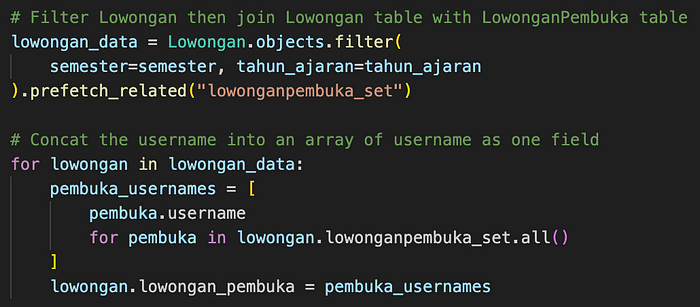 # Filter Lowongan then join Lowongan table with LowonganPembuka table
lowongan_data = Lowongan.objects.filter(
    semester=semester, tahun_ajaran=tahun_ajaran
).prefetch_related("lowonganpembuka_set")

# Concat the username into an array of username as one field
for lowongan in lowongan_data:
    pembuka_usernames = [
        pembuka.username
        for pembuka in lowongan.lowonganpembuka_set.all()
    ]
    lowongan.lowongan_pembuka = pembuka_usernames